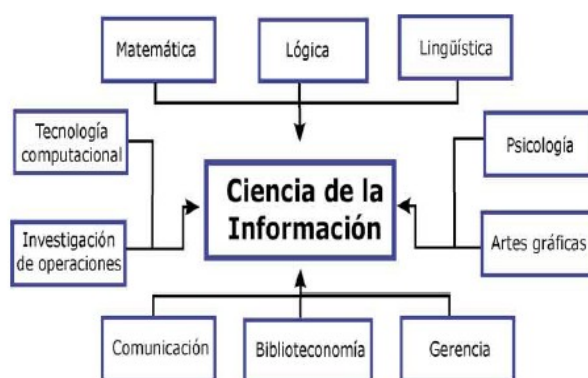 Matemática
Lógica
Lingüística
Tecnología
computacional
Psicología
Ciencia de la
Información
Investigación
de operaciones
Artes gráficas
Comunicación
Biblioteconomía
Gerencia